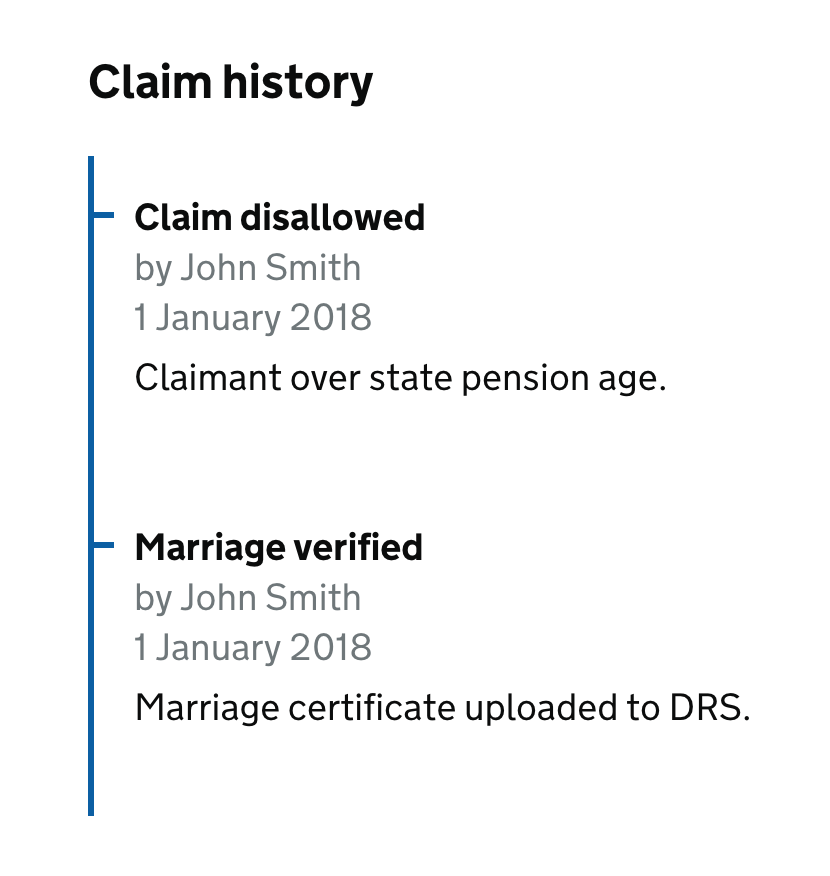 Claim history
Claim disallowed
by John Smith
1 January 2018
Claimant over state pension age.
Marriage verified
by John Smith
1 January 2018
Marriage certificate uploaded to DRS.